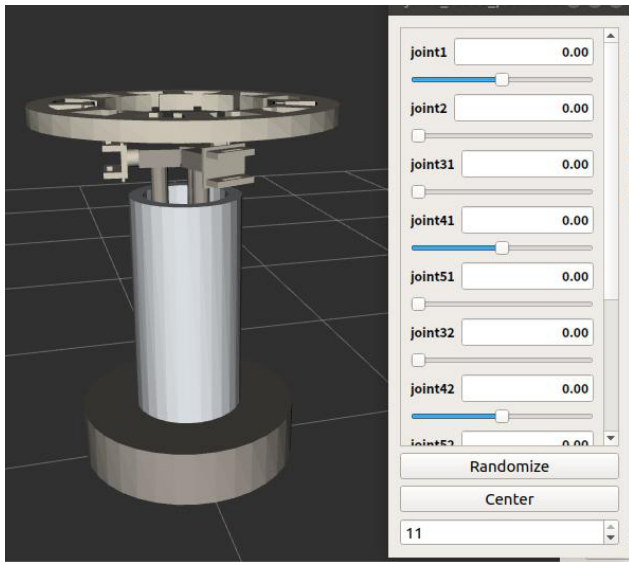 joint1 0.00
joint2 0.00
joint31 0.00
joint41 0.00
joint51 0.00
joint32 0.00
joint42 0.00
joint52 0.00
Randomize
Center
11